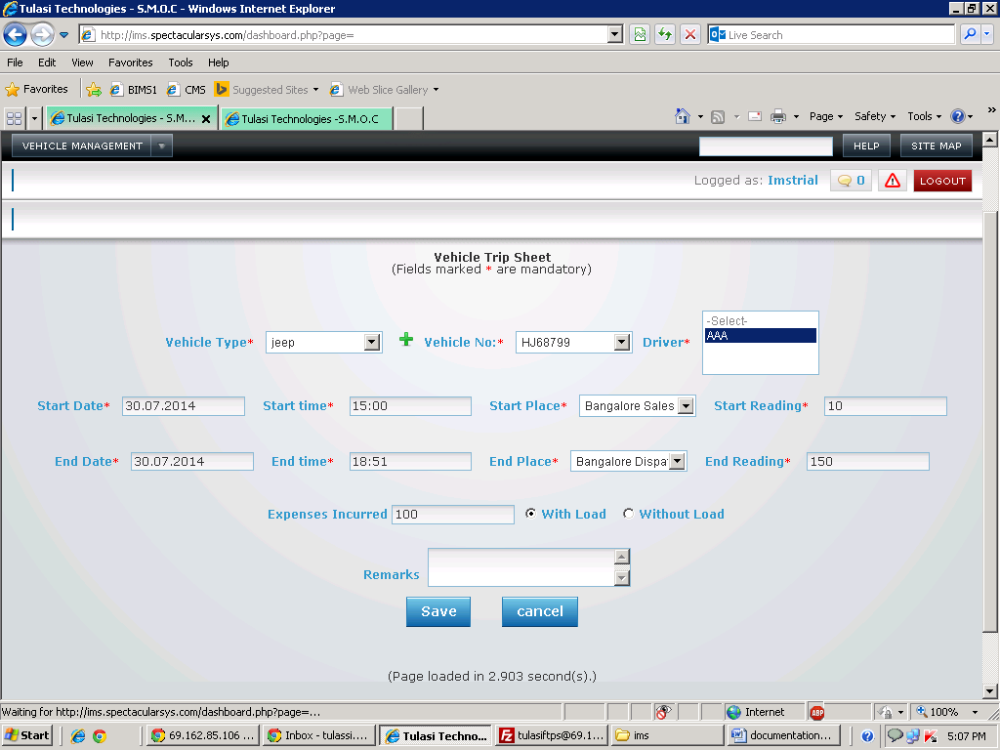 Tulasi Technologies - S.M.O.C - Windows Internet Explorer
http://ims.spectacularsys.com/dashboard.php?page=
Live Search
File Edit View Favorites Tools Help
Favorites BIMS1 CMS Suggested Sites Web Slice Gallery
Tulasi Technologies - S.M... Tulasi Technologies -S.M.O.C Page Safety Tools
VEHICLE MANAGEMENT HELP SITE MAP
Logged as: Imstrial 0 LOGOUT
Vehicle Trip Sheet
(Fields marked * are mandatory)
-Select-
Vehicle Type* jeep Vehicle No:* HJ68799 Driver* AAA
Start Date* 30.07.2014 Start time* 15:00 Start Place* Bangalore Sales Start Reading* 10
End Date* 30.07.2014 End time* 18:51 End Place* Bangalore Dispa End Reading* 150
Expenses Incurred 100 With Load Without Load
Remarks
Save cancel
(Page loaded in 2.903 second(s).)
Waiting for http://ims.spectacularsys.com/dashboard.php?page=... Internet ABP 100%
Start 69.162.85.106 ... Inbox - tulassi.... Tulasi Techno... tulasiftps@69.1... ims documentation... 5:07 PM